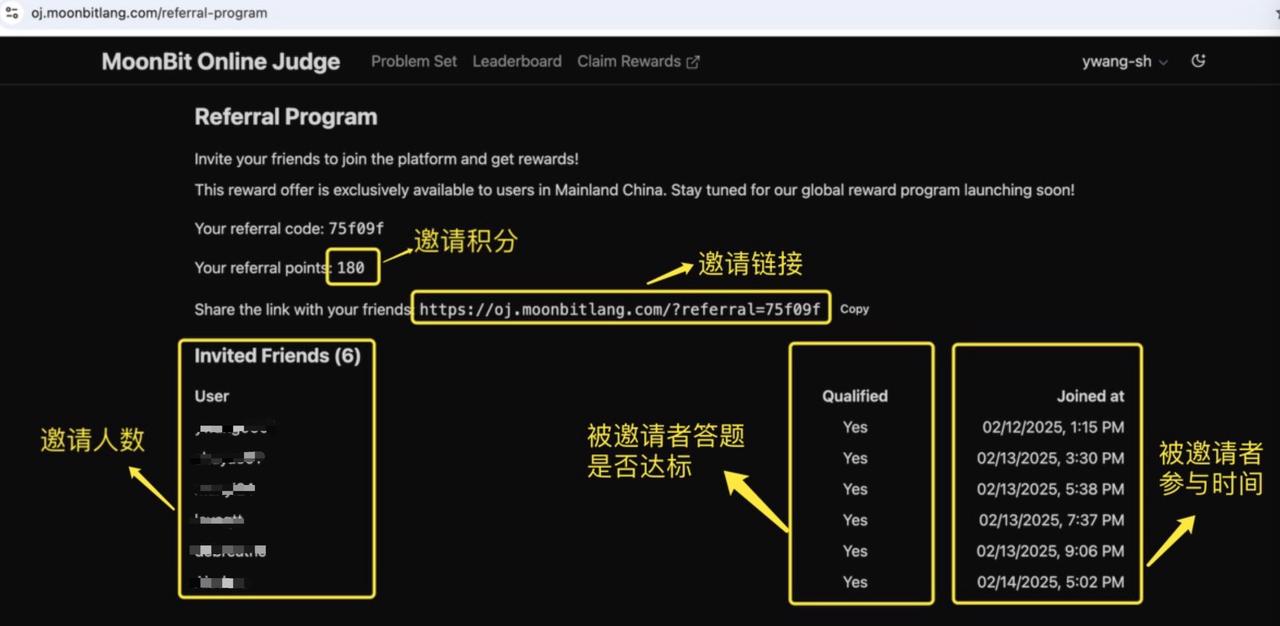 oj.moonbitlang.com/referral-program
MoonBit Online Judge Problem Set Leaderboard Claim Rewards ywang-sh
Referral Program
Invite your friends to join the platform and get rewards!
This reward offer is exclusively available to users in Mainland China. Stay tuned for our global reward program launching soon!
Your referral code: 75f09f
邀请积分
Your referral points: 180
邀请链接
Share the link with your friends: https://oj.moonbitlang.com/?referral=75f09f Copy
Invited Friends (6)
User Qualified Joined at
Yes 02/12/2025, 1:15 PM
Yes 02/13/2025, 3:30 PM
Yes 02/13/2025, 5:38 PM
Yes 02/13/2025, 7:37 PM
Yes 02/13/2025, 9:06 PM
Yes 02/14/2025, 5:02 PM
邀请人数
被邀请者答题
是否达标
被邀请者
参与时间